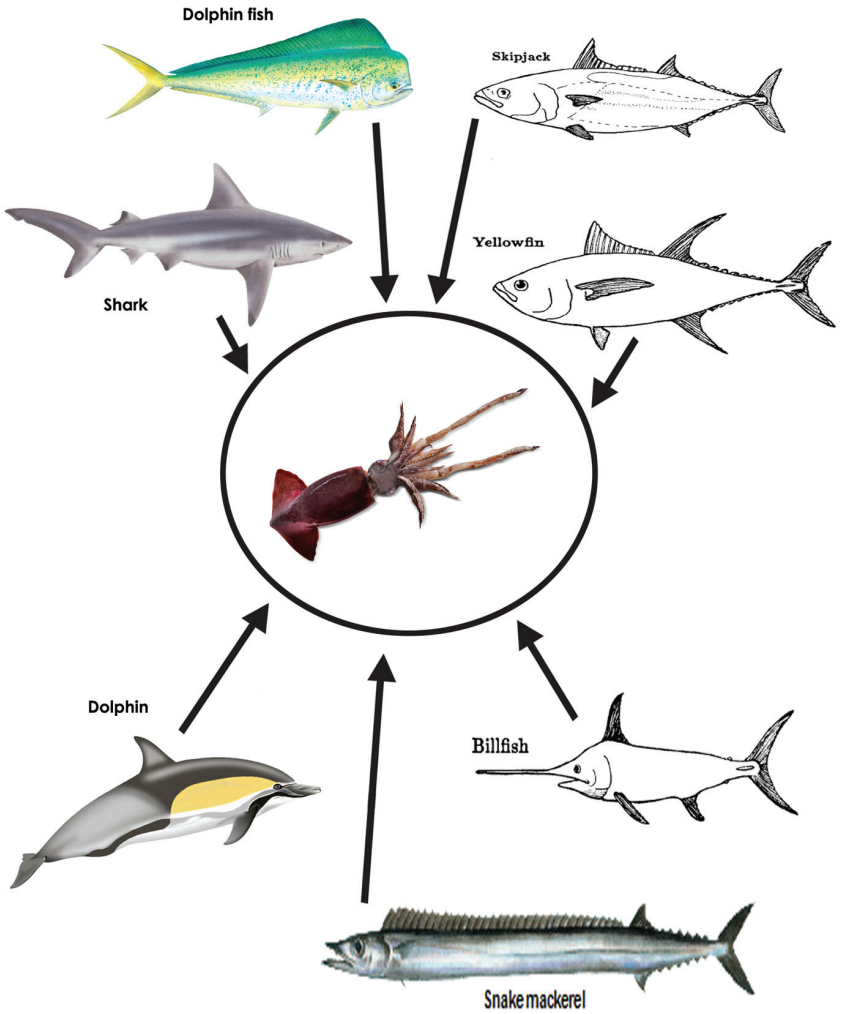 Dolphin fish
Skipjack
Yellowfin
Shark
Dolphin
Billfish
Snake mackerel